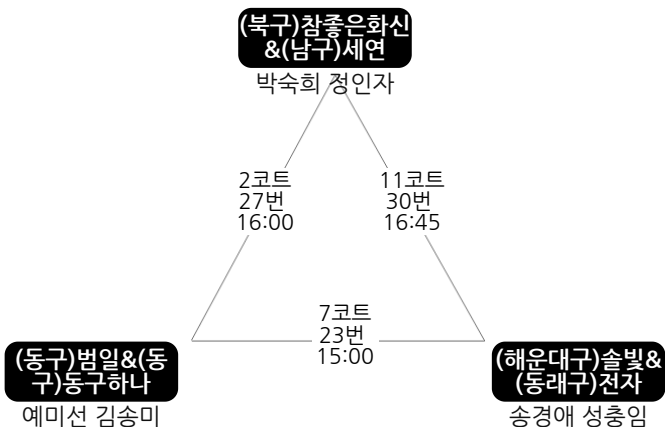 (북구)참좋은화신
&(남구)세연
박숙희 정인자
2코트
27번
16:00
11코트
30번
16:45
7코트
23번
15:00
(동구)범일&(동
구)동구하나
예미선 김송미
(해운대구)솔빛&
(동래구)전자
송경애 성충임